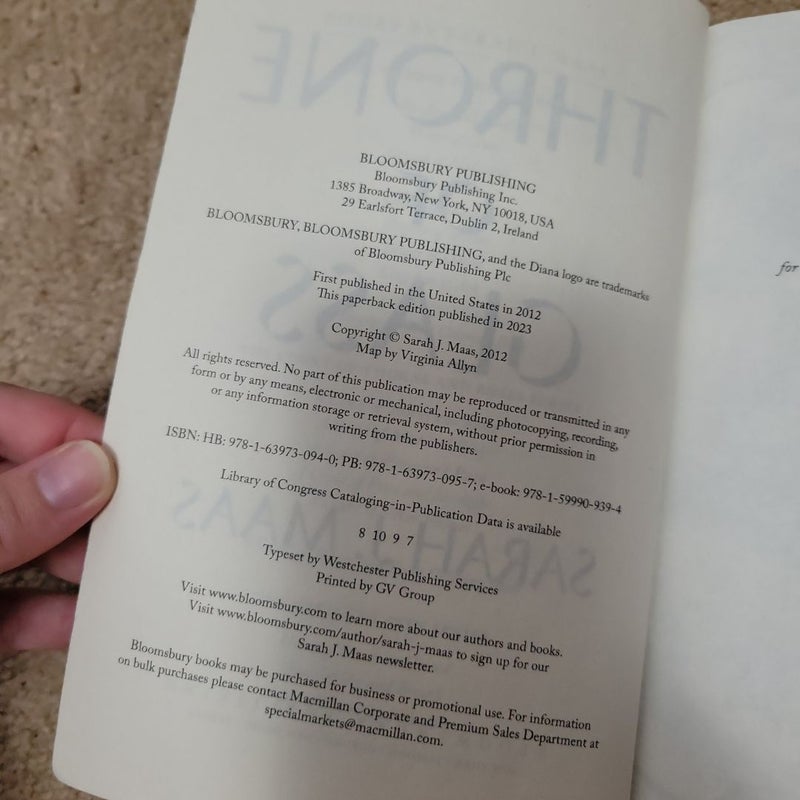 BLOOMSBURY PUBLISHING
Bloomsbury Publishing Inc.
1385 Broadway, New York, NY 10018, USA
29 Earlsfort Terrace, Dublin 2, Ireland
BLOOMSBURY, BLOOMSBURY PUBLISHING, and the Diana logo are trademarks
of Bloomsbury Publishing Plc
First published in the United States in 2012
This paperback edition published in 2023
Copyright © Sarah J. Maas, 2012
Map by Virginia Allyn
All rights reserved. No part of this publication may be reproduced or transmitted in any
form or by any means, electronic or mechanical, including photocopying, recording,
or any information storage or retrieval system, without prior permission in
writing from the publishers.
ISBN: HB: 978-1-63973-094-0; PB: 978-1-63973-095-7; e-book: 978-1-59990-939-4
Library of Congress Cataloging-in-Publication Data is available
8 10 9 7
Typeset by Westchester Publishing Services
Printed by GV Group
Visit www.bloomsbury.com to learn more about our authors and books.
Visit www.bloomsbury.com/author/sarah-j-maas to sign up for our
Sarah J. Maas newsletter.
Bloomsbury books may be purchased for business or promotional use. For information
on bulk purchases please contact Macmillan Corporate and Premium Sales Department at
specialmarkets@macmillan.com.
THRONE
GLASS
SARAH J. MAAS
for